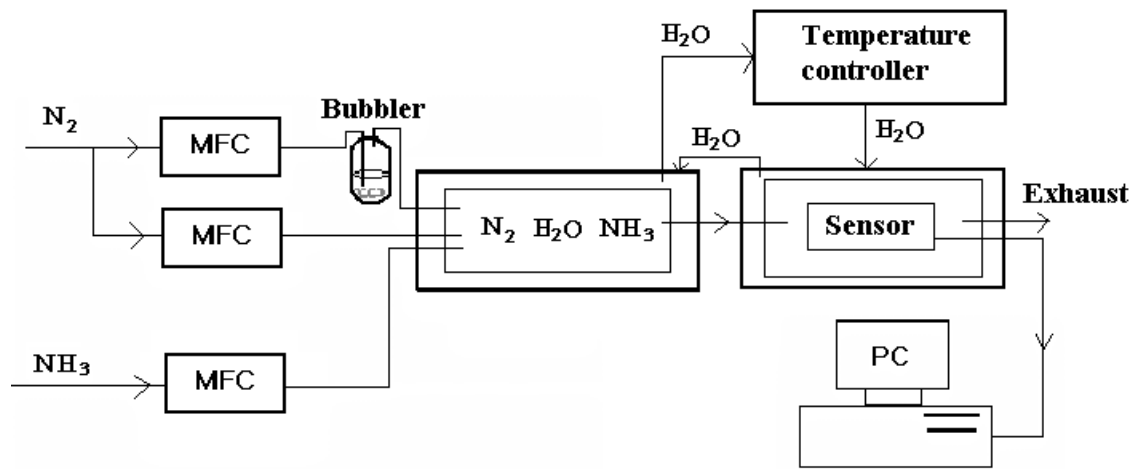 H₂O
Temperature
controller
Bubbler
N₂
MFC
H₂O
H₂O
MFC
N₂ H₂O NH₃
Sensor
Exhaust
NH₃
MFC
PC